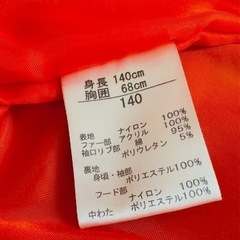 身長 140cm
胸囲 68cm
140
表地 ナイロン 100%
ファー部 アクリル 100%
袖口リブ部 綿 95%
ポリウレタン 5%
裏地
身頃・袖部
ポリエステル100%
フード部
ナイロン 100%
中わた ポリエステル100%